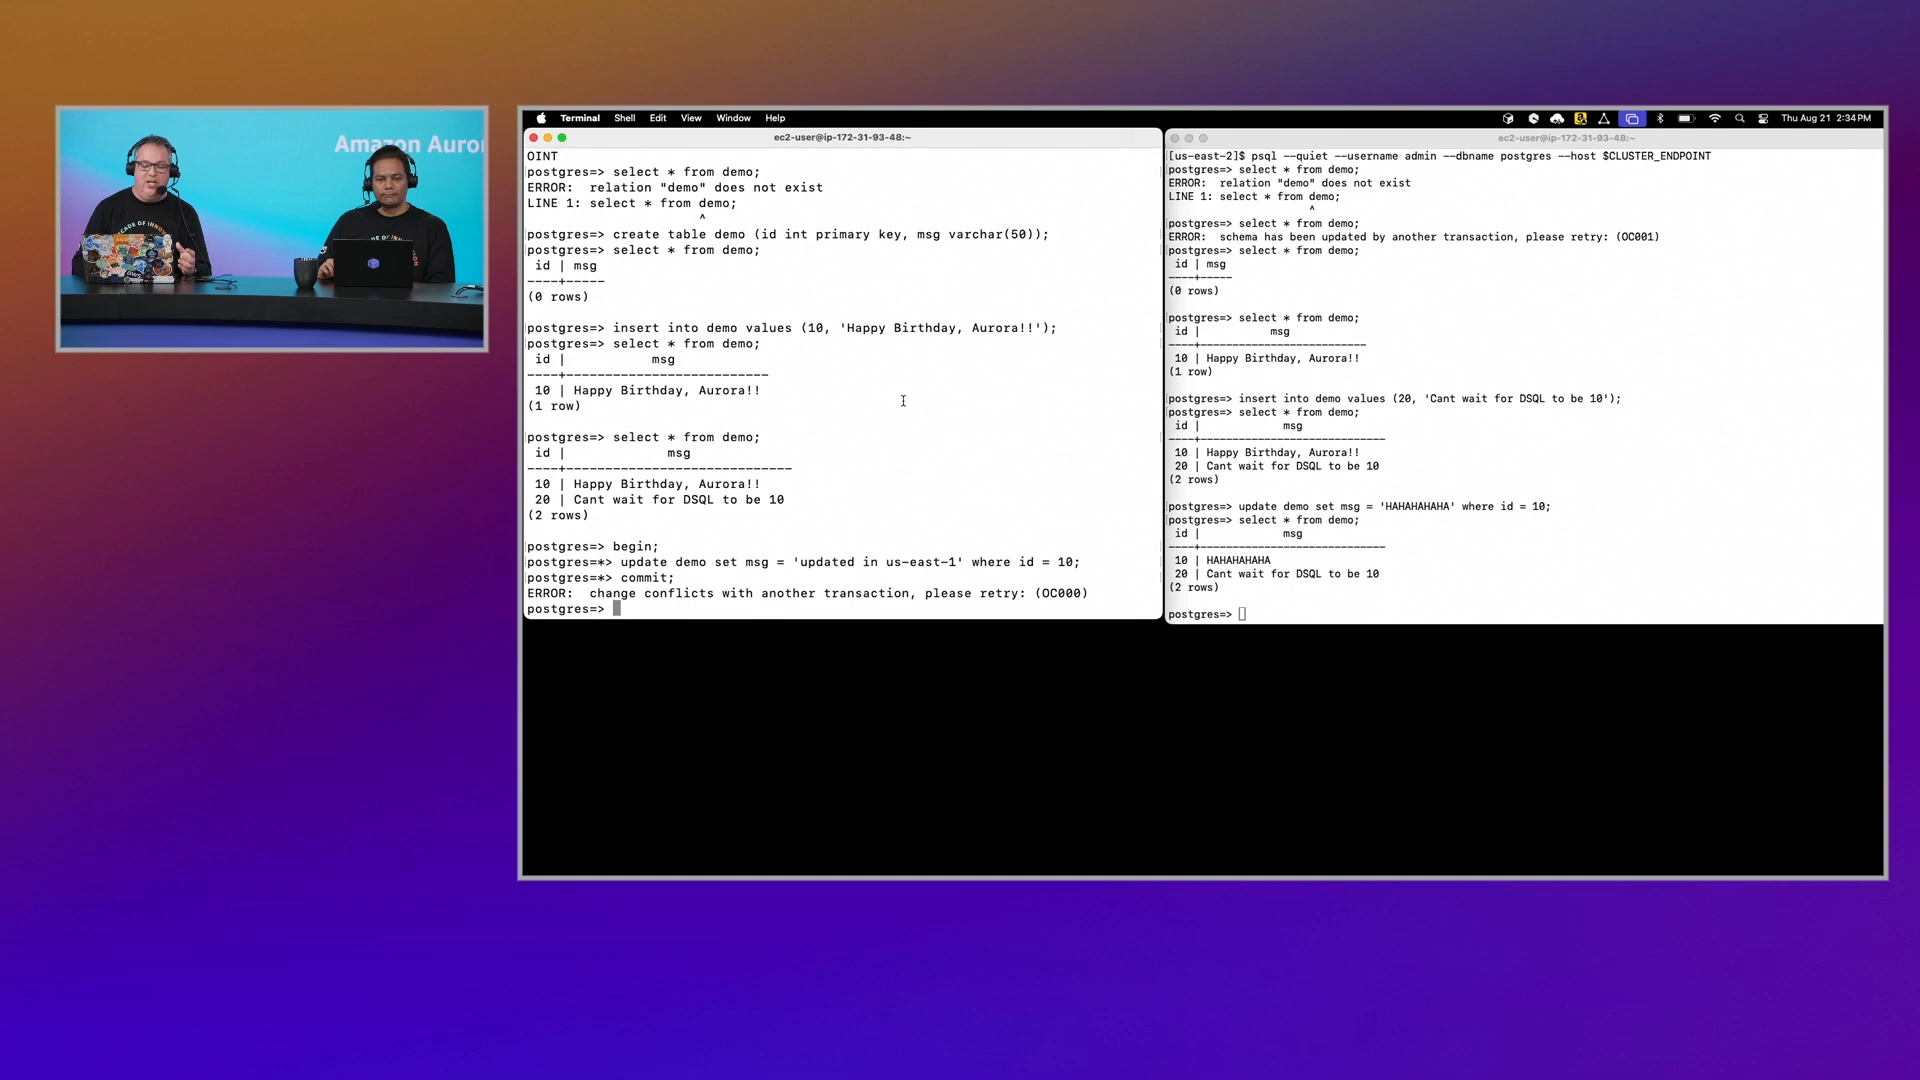 Amazon Auror
CADE OF INNOV
Terminal Shell Edit View Window Help
Thu Aug 21 2:34 PM
ec2-user@ip-172-31-93-48:~
OINT
postgres=> select * from demo;
ERROR:  relation "demo" does not exist
LINE 1: select * from demo;
^
postgres=> create table demo (id int primary key, msg varchar(50));
postgres=> select * from demo;
id | msg
----+-----
(0 rows)
postgres=> insert into demo values (10, 'Happy Birthday, Aurora!!');
postgres=> select * from demo;
id |           msg
----+--------------------------
10 | Happy Birthday, Aurora!!
(1 row)
postgres=> select * from demo;
id |             msg
----+-----------------------------
10 | Happy Birthday, Aurora!!
20 | Cant wait for DSQL to be 10
(2 rows)
postgres=> begin;
postgres=*> update demo set msg = 'updated in us-east-1' where id = 10;
postgres=*> commit;
ERROR:  change conflicts with another transaction, please retry: (OC000)
postgres=>
ec2-user@ip-172-31-93-48:~
[us-east-2]$ psql --quiet --username admin --dbname postgres --host $CLUSTER_ENDPOINT
postgres=> select * from demo;
ERROR:  relation "demo" does not exist
LINE 1: select * from demo;
^
postgres=> select * from demo;
ERROR:  schema has been updated by another transaction, please retry: (OC001)
postgres=> select * from demo;
id | msg
----+-----
(0 rows)
postgres=> select * from demo;
id |           msg
----+--------------------------
10 | Happy Birthday, Aurora!!
(1 row)
postgres=> insert into demo values (20, 'Cant wait for DSQL to be 10');
postgres=> select * from demo;
id |             msg
----+-----------------------------
10 | Happy Birthday, Aurora!!
20 | Cant wait for DSQL to be 10
(2 rows)
postgres=> update demo set msg = 'HAHAHAHAHA' where id = 10;
postgres=> select * from demo;
id |             msg
----+-----------------------------
10 | HAHAHAHAHA
20 | Cant wait for DSQL to be 10
(2 rows)
postgres=>